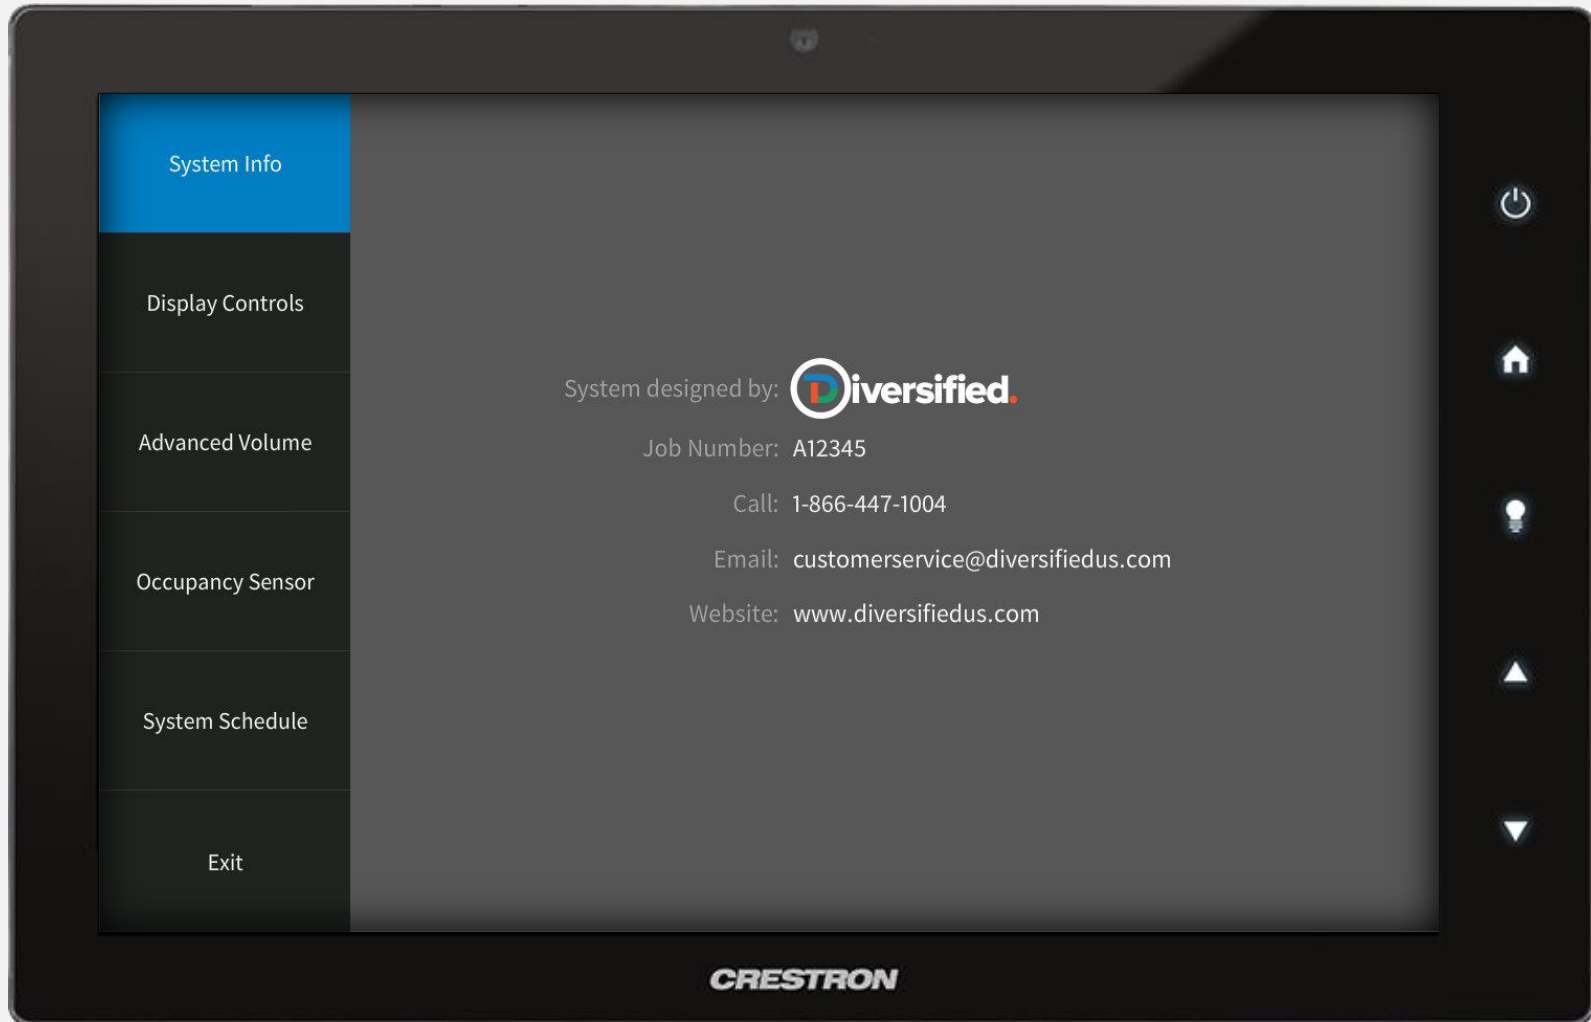 System Info
Display Controls
Advanced Volume
Occupancy Sensor
System Schedule
Exit
System designed by: Diversified.
Job Number: A12345
Call: 1-866-447-1004
Email: customerservice@diversifiedus.com
Website: www.diversifiedus.com
CRESTRON